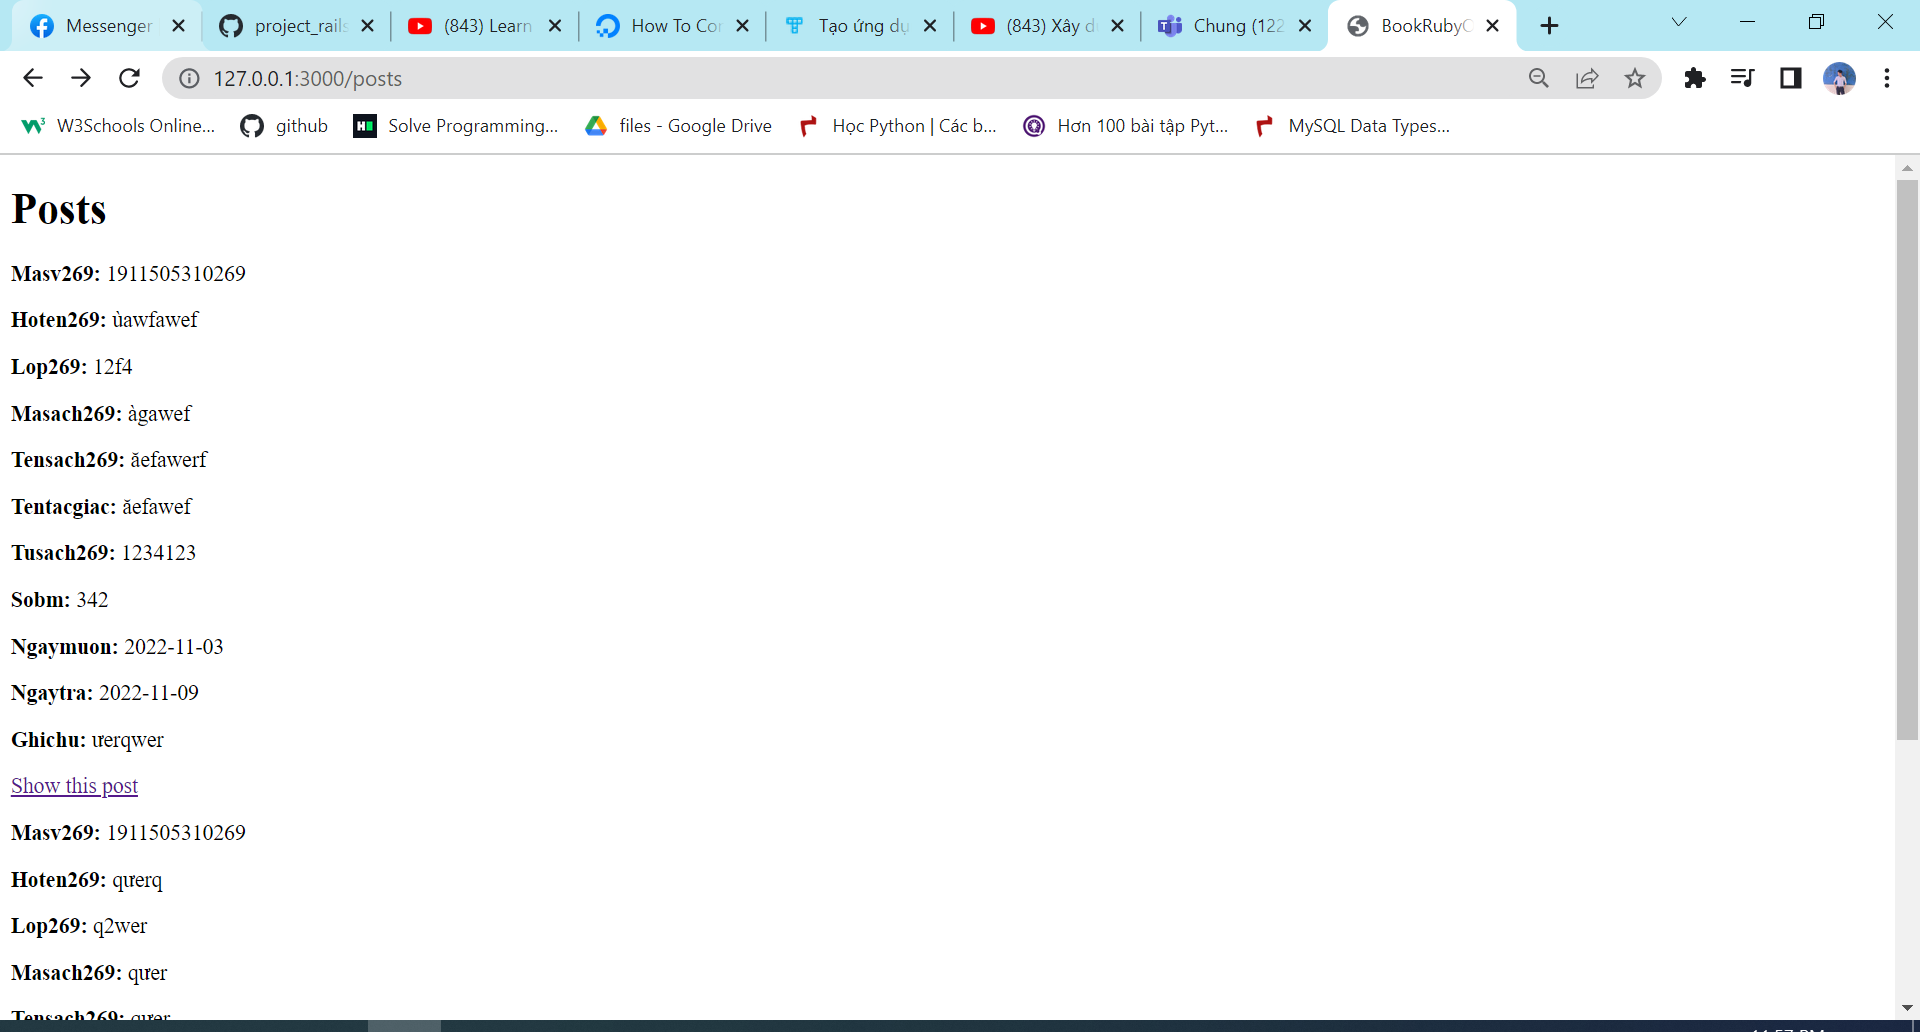 Messenger
project_rails
(843) Learn
How To Cor
Tạo ứng dụ
(843) Xây d
Chung (122
BookRubyC
127.0.0.1:3000/posts
W3Schools Online...
github
Solve Programming...
files - Google Drive
Học Python | Các b...
Hơn 100 bài tập Pyt...
MySQL Data Types...
Posts
Masv269: 1911505310269
Hoten269: ùawfawef
Lop269: 12f4
Masach269: àgawef
Tensach269: ăefawerf
Tentacgiac: ăefawef
Tusach269: 1234123
Sobm: 342
Ngaymuon: 2022-11-03
Ngaytra: 2022-11-09
Ghichu: ưerqwer
Show this post
Masv269: 1911505310269
Hoten269: qưerq
Lop269: q2wer
Masach269: qưer
Tensach269: qưer